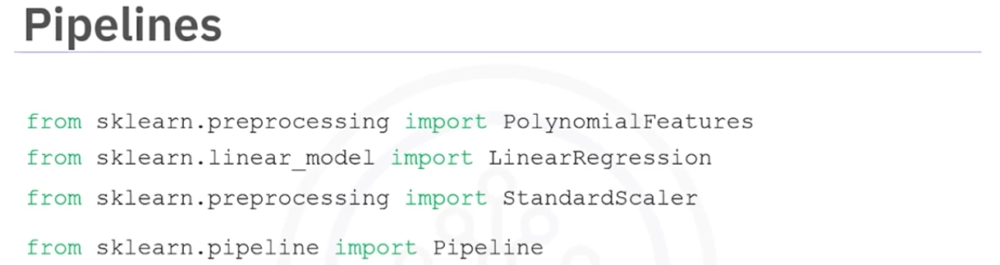 Pipelines
from sklearn.preprocessing import PolynomialFeatures
from sklearn.linear_model import LinearRegression
from sklearn.preprocessing import StandardScaler
from sklearn.pipeline import Pipeline